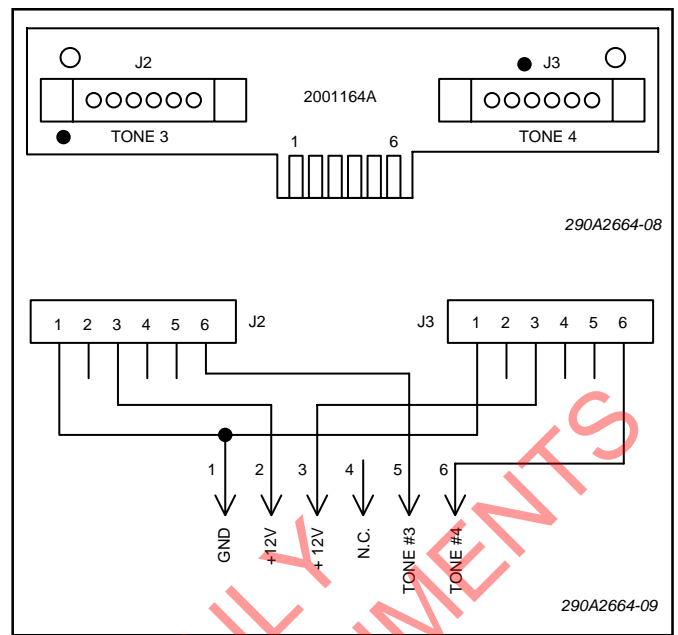 J2 J3
2001164A
TONE 3 TONE 4
1 6
290A2664-08
1 2 3 4 5 6 J2 J3 1 2 3 4 5 6
1 2 3 4 5 6
GND +12V +12V N.C. TONE #3 TONE #4
290A2664-09